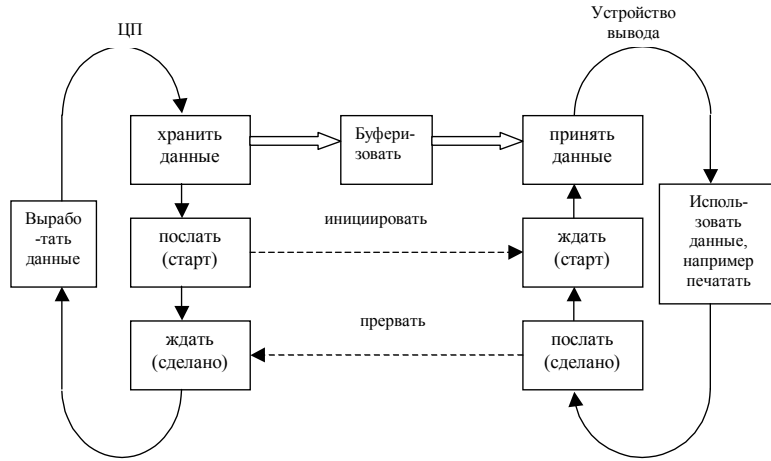 ЦП
Устройство
вывода
хранить
данные
Буфери-
зовать
принять
данные
Вырабо
-тать
данные
послать
(старт)
инициировать
ждать
(старт)
Исполь-
зовать
данные,
например
печатать
ждать
(сделано)
прервать
послать
(сделано)